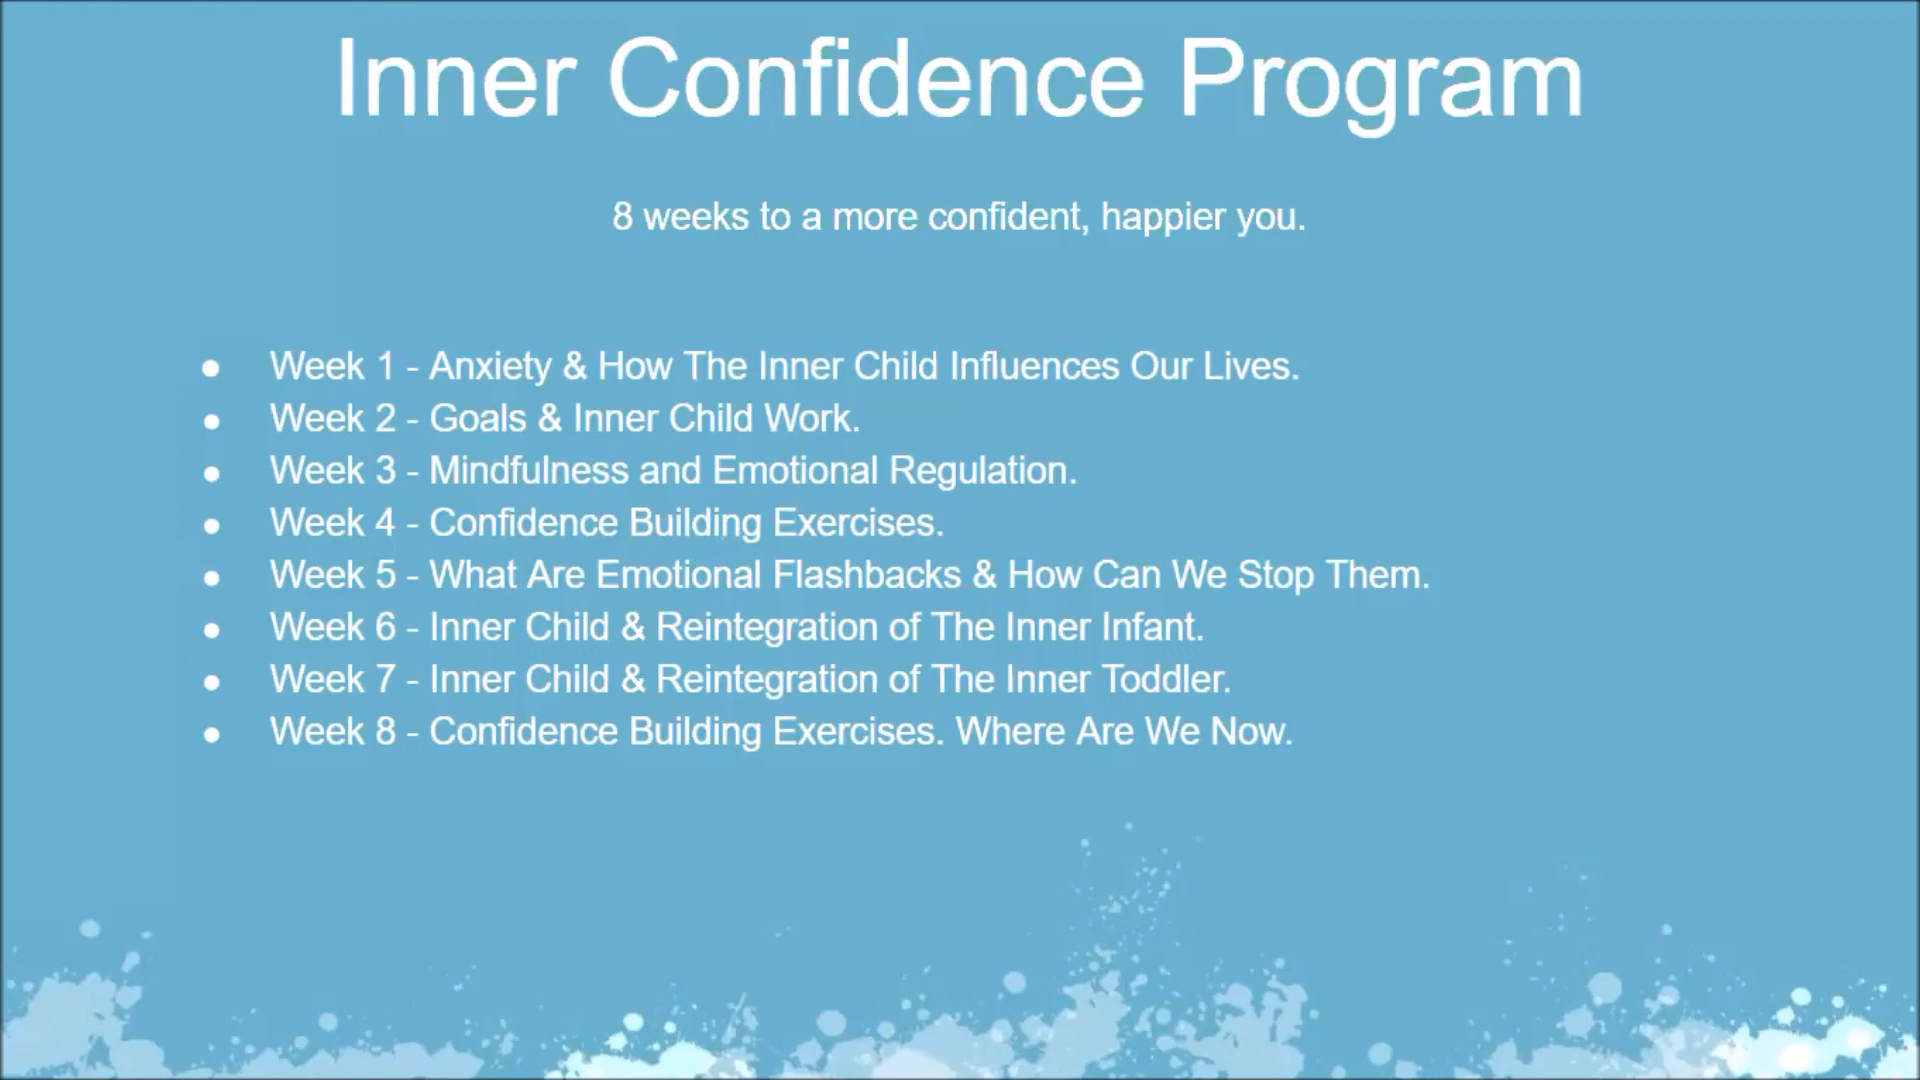 Inner Confidence Program
8 weeks to a more confident, happier you.
● Week 1 - Anxiety & How The Inner Child Influences Our Lives.
● Week 2 - Goals & Inner Child Work.
● Week 3 - Mindfulness and Emotional Regulation.
● Week 4 - Confidence Building Exercises.
● Week 5 - What Are Emotional Flashbacks & How Can We Stop Them.
● Week 6 - Inner Child & Reintegration of The Inner Infant.
● Week 7 - Inner Child & Reintegration of The Inner Toddler.
● Week 8 - Confidence Building Exercises. Where Are We Now.